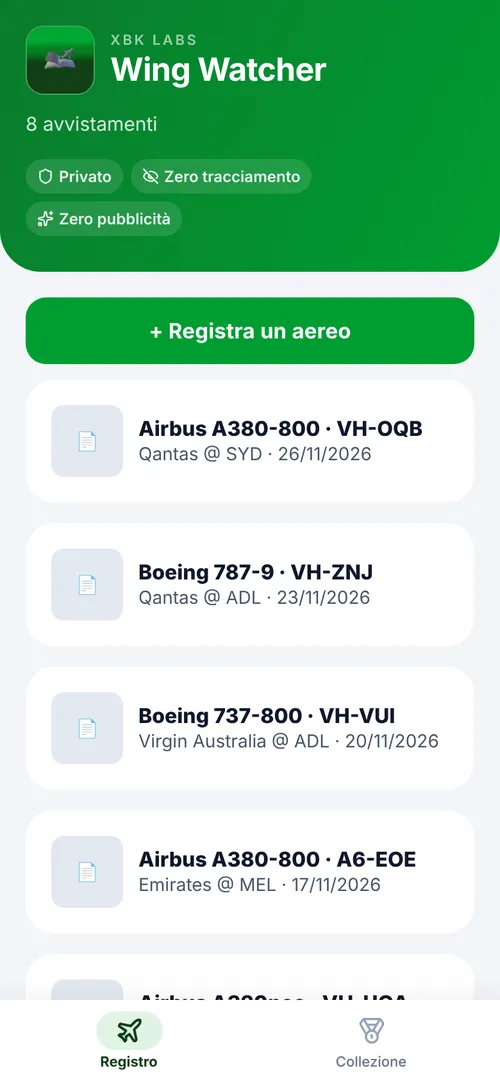 XBK LABS
Wing Watcher
8 avvistamenti
Privato
Zero tracciamento
Zero pubblicità
+ Registra un aereo
Airbus A380-800 · VH-OQB
Qantas @ SYD · 26/11/2026
Boeing 787-9 · VH-ZNJ
Qantas @ ADL · 23/11/2026
Boeing 737-800 · VH-VUI
Virgin Australia @ ADL · 20/11/2026
Airbus A380-800 · A6-EOE
Emirates @ MEL · 17/11/2026
Airbus
Registro
Collezione